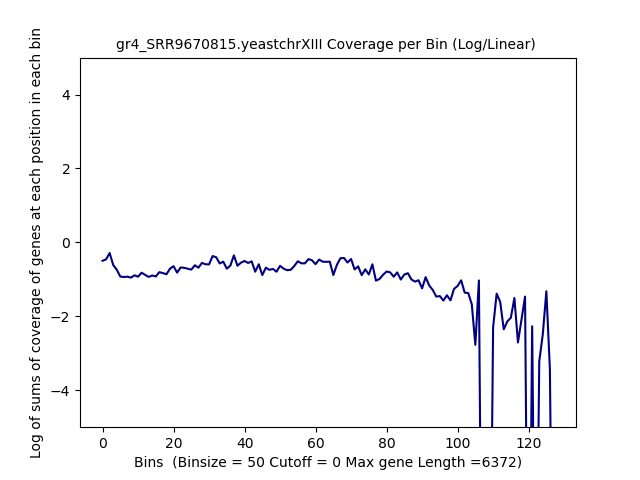 gr4_SRR9670815.yeastchrXIII Coverage per Bin (Log/Linear)
Log of sums of coverage of genes at each position in each bin
4
2
0
−2
−4
0 20 40 60 80 100 120
Bins  (Binsize = 50 Cutoff = 0 Max gene Length =6372)